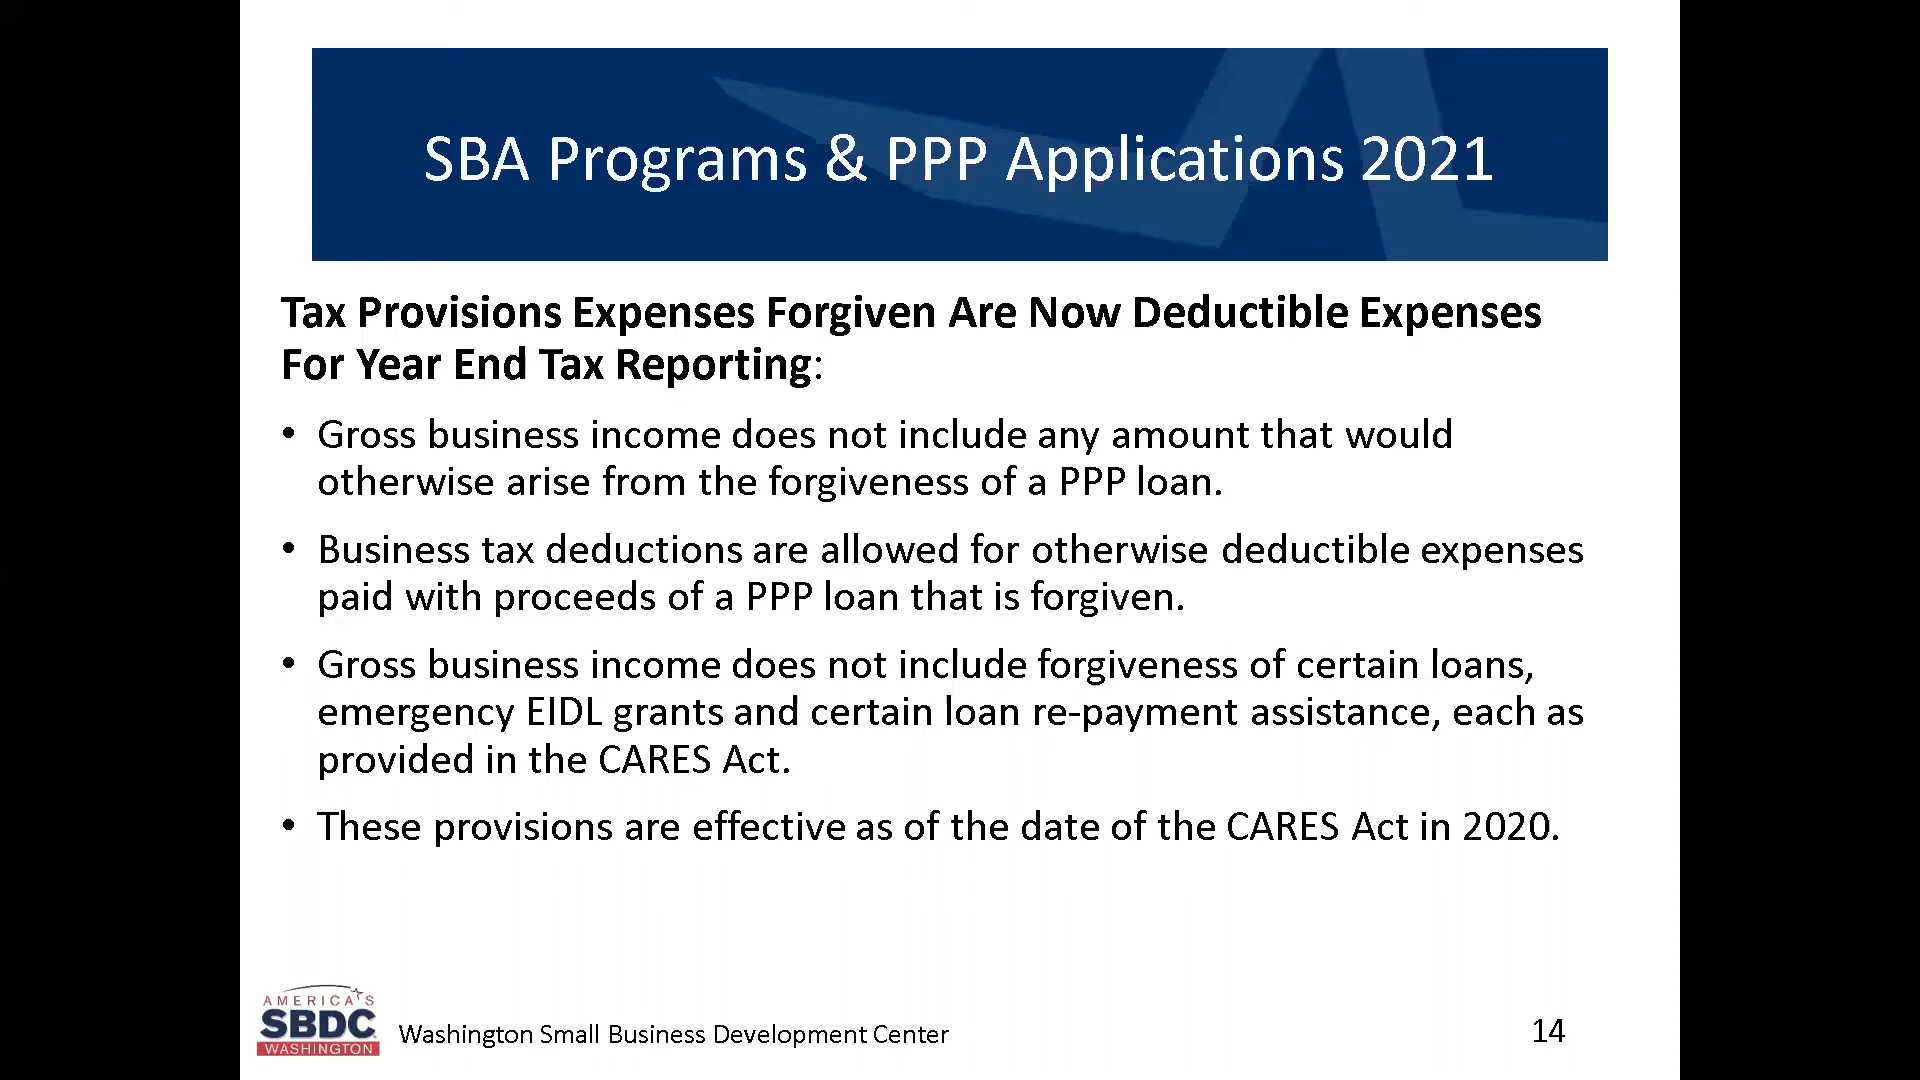 SBA Programs & PPP Applications 2021
Tax Provisions Expenses Forgiven Are Now Deductible Expenses
For Year End Tax Reporting:
• Gross business income does not include any amount that would
otherwise arise from the forgiveness of a PPP loan.
• Business tax deductions are allowed for otherwise deductible expenses
paid with proceeds of a PPP loan that is forgiven.
• Gross business income does not include forgiveness of certain loans,
emergency EIDL grants and certain loan re-payment assistance, each as
provided in the CARES Act.
• These provisions are effective as of the date of the CARES Act in 2020.
AMERICA'S
SBDC
WASHINGTON
Washington Small Business Development Center
14